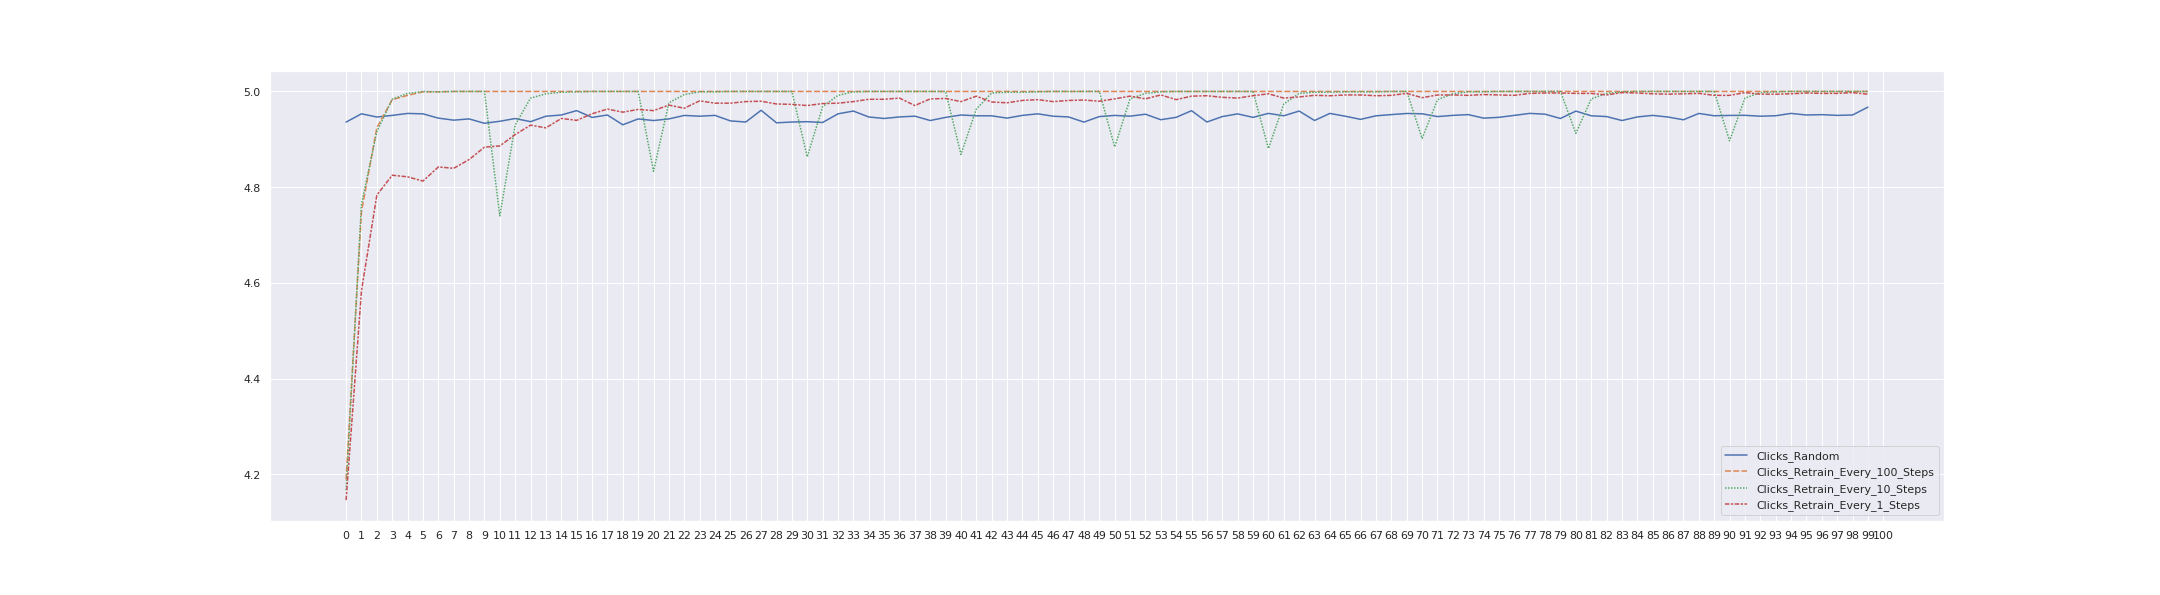 5.0
4.8
4.6
4.4
4.2
Clicks_Random
Clicks_Retrain_Every_100_Steps
Clicks_Retrain_Every_10_Steps
Clicks_Retrain_Every_1_Steps
0 1 2 3 4 5 6 7 8 9 10 11 12 13 14 15 16 17 18 19 20 21 22 23 24 25 26 27 28 29 30 31 32 33 34 35 36 37 38 39 40 41 42 43 44 45 46 47 48 49 50 51 52 53 54 55 56 57 58 59 60 61 62 63 64 65 66 67 68 69 70 71 72 73 74 75 76 77 78 79 80 81 82 83 84 85 86 87 88 89 90 91 92 93 94 95 96 97 98 99 100